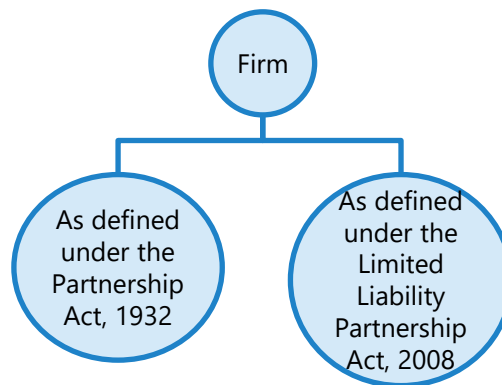 Firm
As defined
under the
Partnership
Act, 1932
As defined
under the
Limited
Liability
Partnership
Act, 2008